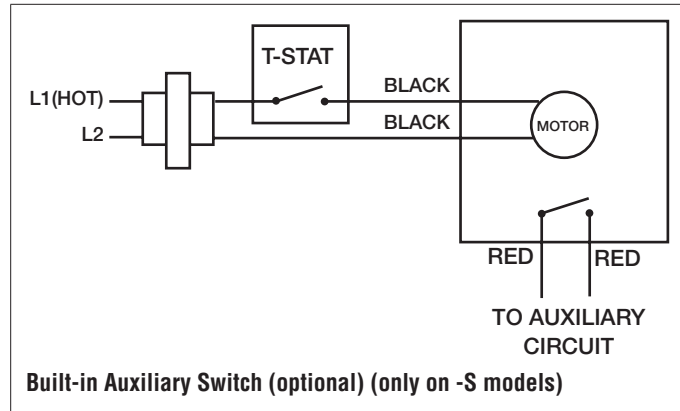 T-STAT
L1(HOT)
BLACK
L2
BLACK
MOTOR
RED
RED
TO AUXILIARY
CIRCUIT
Built-in Auxiliary Switch (optional) (only on -S models)